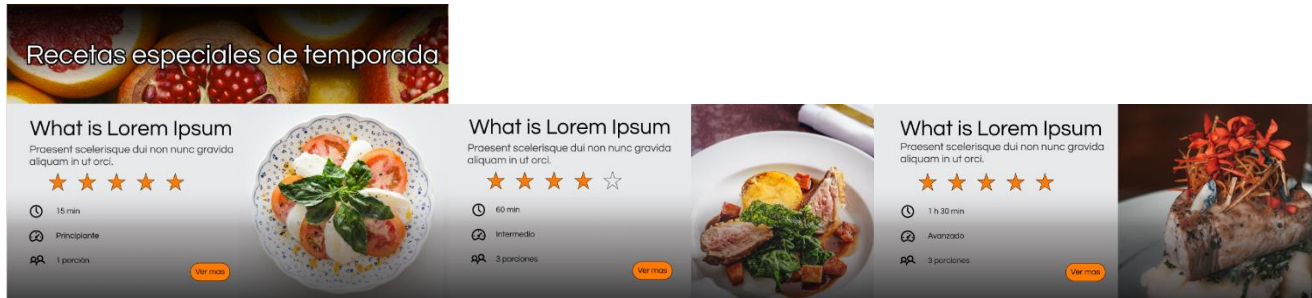 Recetas especiales de temporada
What is Lorem Ipsum
Praesent scelerisque dui non nunc gravida
aliquam in ut orci.
15 min
Principiante
1 porción
Ver mas
What is Lorem Ipsum
Praesent scelerisque dui non nunc gravida
aliquam in ut orci.
60 min
Intermedio
3 porciones
Ver mas
What is Lorem Ipsum
Praesent scelerisque dui non nunc gravida
aliquam in ut orci.
1 h 30 min
Avanzado
3 porciones
Ver mas